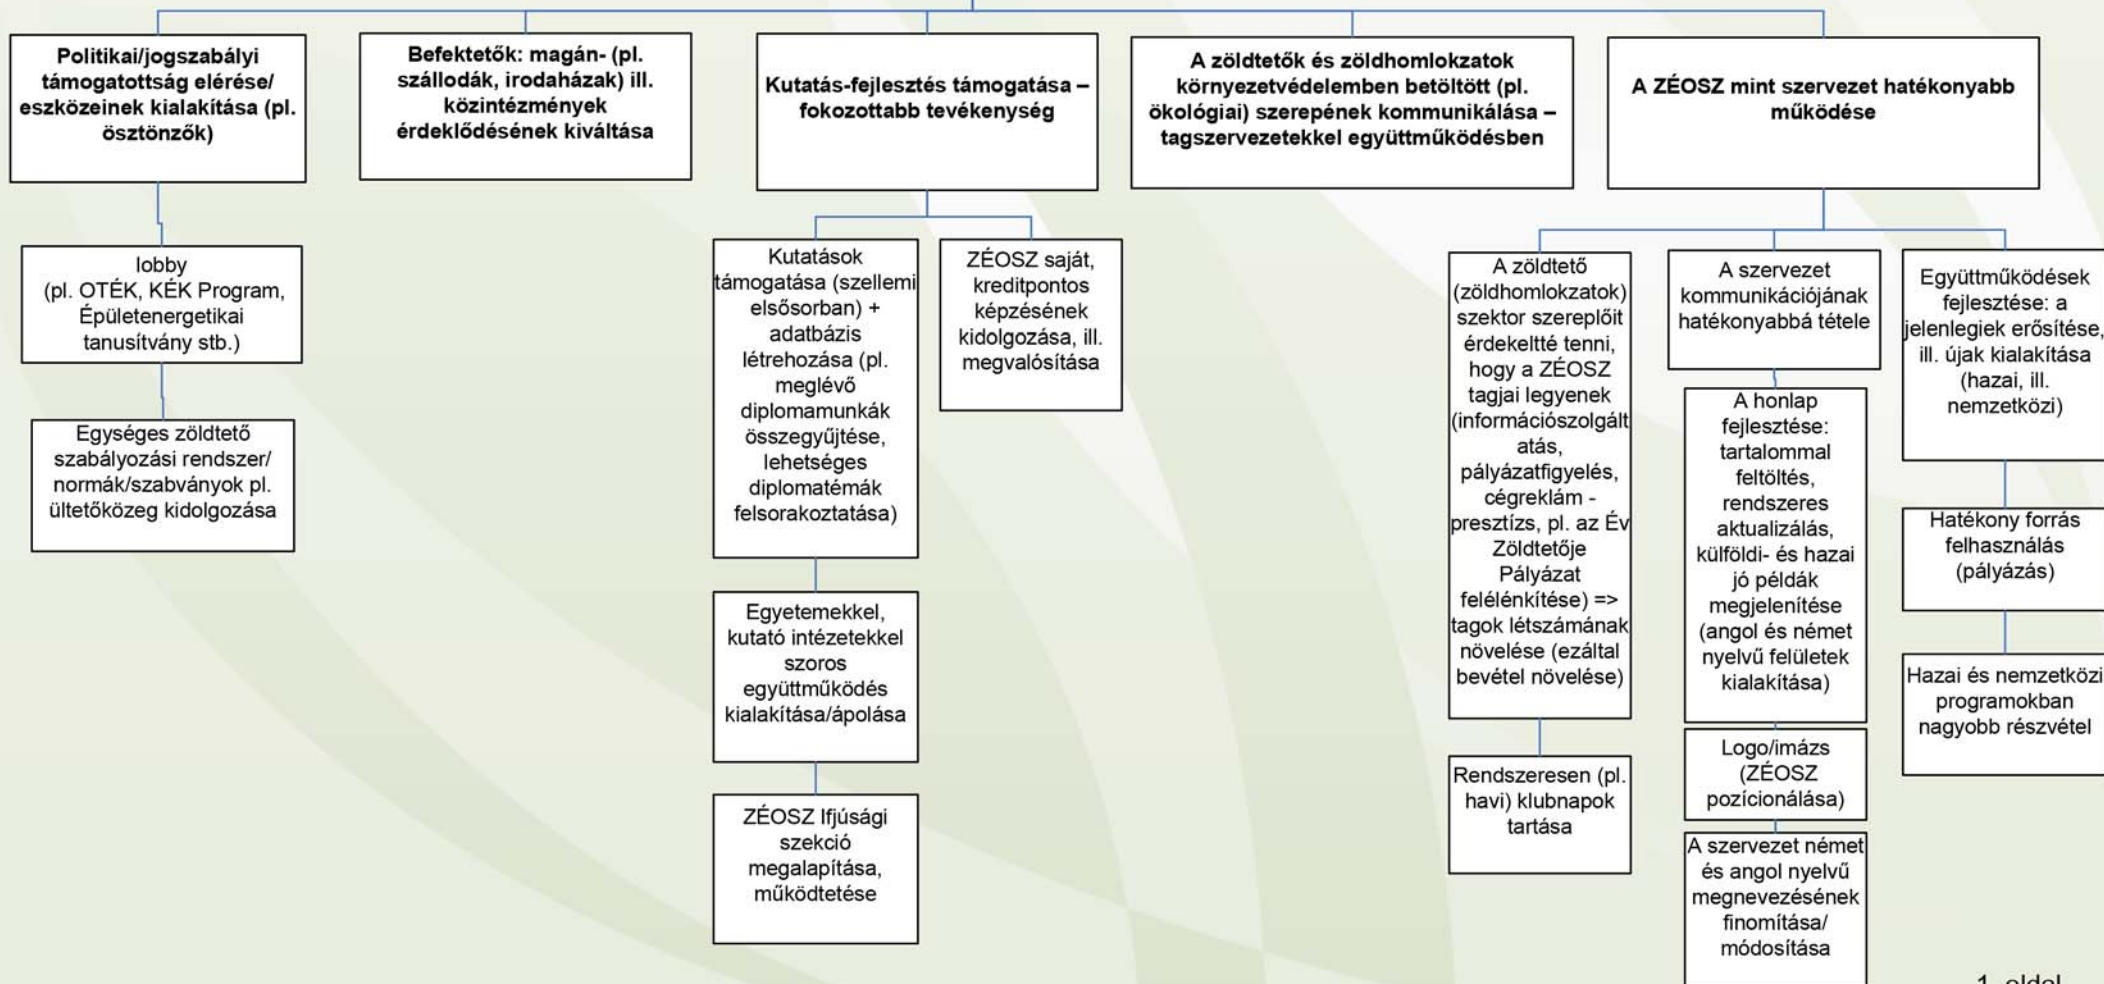 Politikai/jogszabályi
támogatottság elérése/
eszközeinek kialakítása (pl.
ösztönzők)
Befektetők: magán- (pl.
szállodák, irodaházak) ill.
közintézmények
érdeklődésének kiváltása
Kutatás-fejlesztés támogatása –
fokozottabb tevékenység
A zöldtetők és zöldhomlokzatok
környezetvédelemben betöltött (pl.
ökológiai) szerepének kommunikálása –
tagszervezetekkel együttműködésben
A ZÉOSZ mint szervezet hatékonyabb
működése
lobby
(pl. OTÉK, KÉK Program,
Épületenergetikai
tanusítvány stb.)
Egységes zöldtető
szabályozási rendszer/
normák/szabványok pl.
ültetőközeg kidolgozása
Kutatások
támogatása (szellemi
elsősorban) +
adatbázis
létrehozása (pl.
meglévő
diplomamunkák
összegyűjtése,
lehetséges
diplomatémák
felsorakoztatása)
Egyetemekkel,
kutató intézetekkel
szoros
együttműködés
kialakítása/ápolása
ZÉOSZ Ifjúsági
szekció
megalapítása,
működtetése
ZÉOSZ saját,
kreditpontos
képzésének
kidolgozása, ill.
megvalósítása
A zöldtető
(zöldhomlokzatok)
szektor szereplőit
érdekeltté tenni,
hogy a ZÉOSZ
tagjai legyenek
(információszolgált
atás,
pályázatfigyelés,
cégreklám -
presztízs, pl. az Év
Zöldtetője
Pályázat
felélénkítése) =>
tagok létszámának
növelése (ezáltal
bevétel növelése)
Rendszeresen (pl.
havi) klubnapok
tartása
A szervezet
kommunikációjának
hatékonyabbá tétele
A honlap
fejlesztése:
tartalommal
feltöltés,
rendszeres
aktualizálás,
külföldi- és hazai
jó példák
megjelenítése
(angol és német
nyelvű felületek
kialakítása)
Logo/imázs
(ZÉOSZ
pozícionálása)
A szervezet német
és angol nyelvű
megnevezésének
finomítása/
módosítása
Együttműködések
fejlesztése: a
jelenlegiek erősítése,
ill. újak kialakítása
(hazai, ill.
nemzetközi)
Hatékony forrás
felhasználás
(pályázás)
Hazai és nemzetközi
programokban
nagyobb részvétel
1. oldal